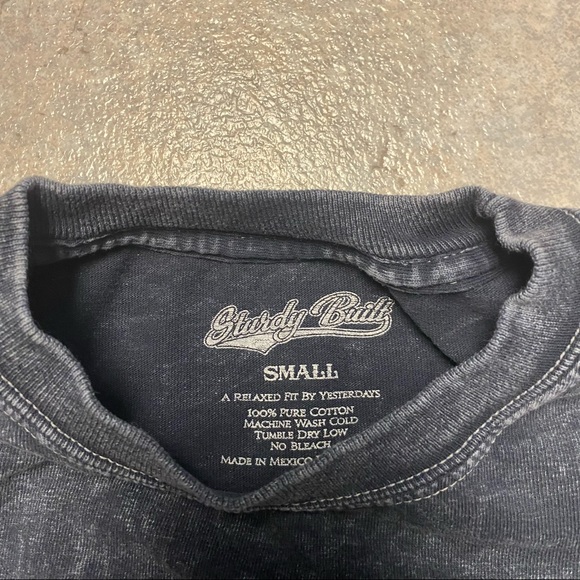 Sturdy Built
SMALL
A RELAXED FIT BY YESTERDAYS
100% PURE COTTON
MACHINE WASH COLD
TUMBLE DRY LOW
NO BLEACH
MADE IN MEXICO